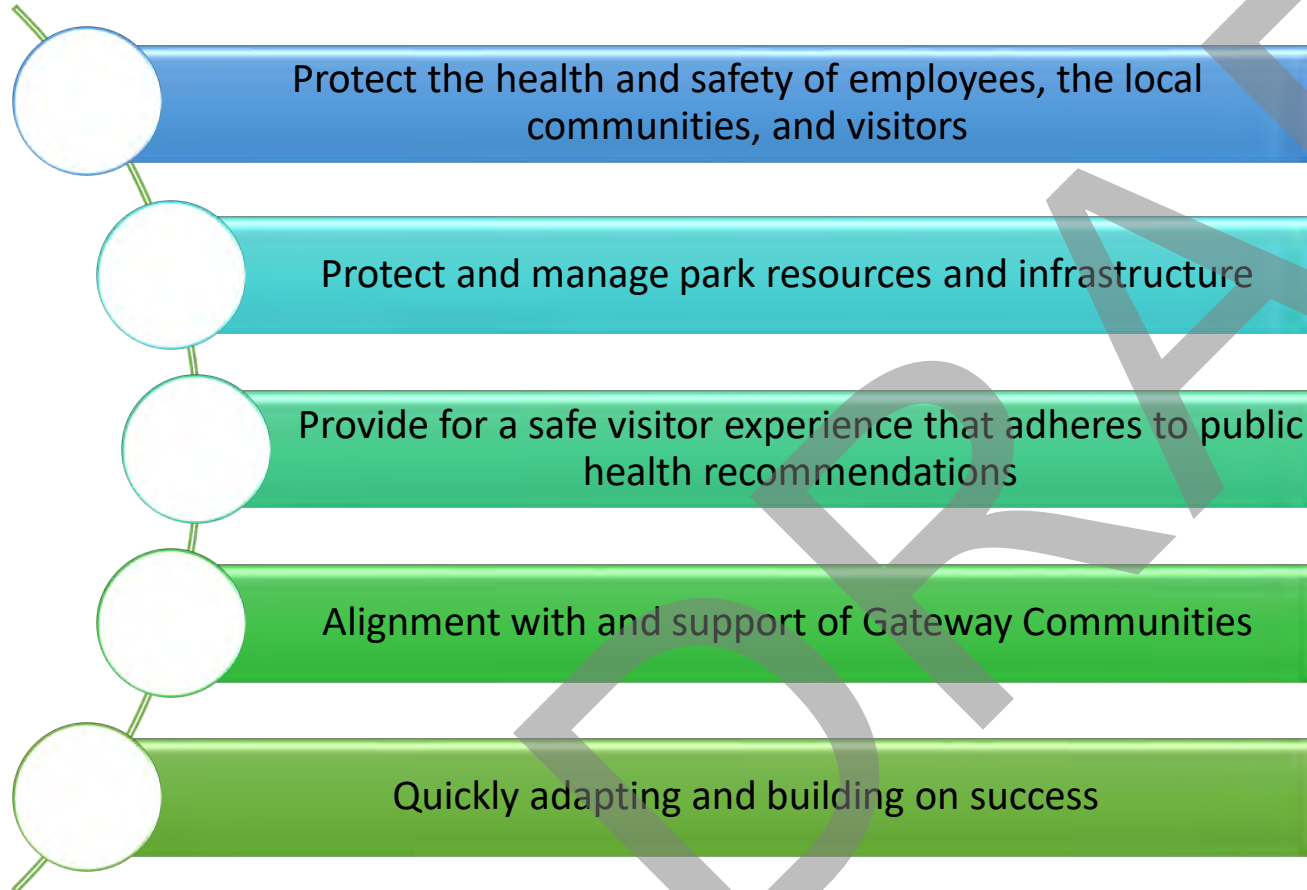 Protect the health and safety of employees, the local
communities, and visitors
Protect and manage park resources and infrastructure
Provide for a safe visitor experience that adheres to public
health recommendations
Alignment with and support of Gateway Communities
Quickly adapting and building on success
DRA